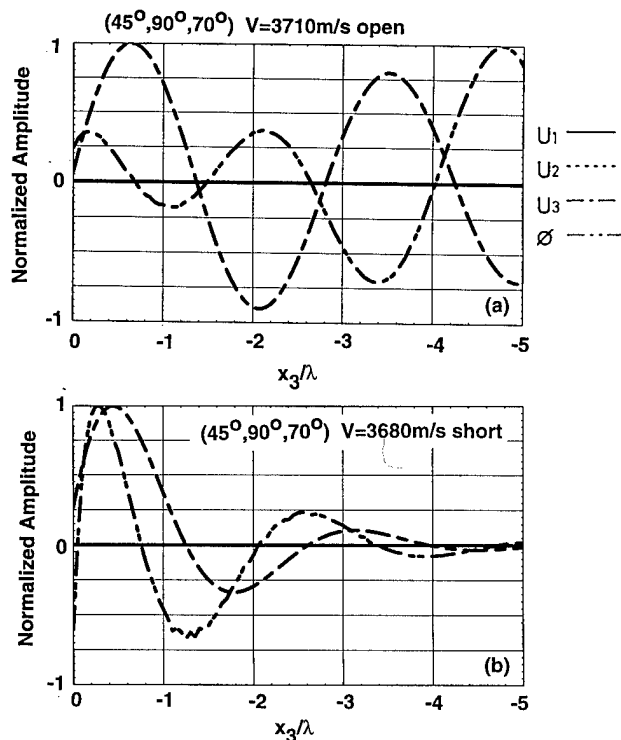 (45°,90°,70°) V=3710m/s open
1
0
-1
Normalized Amplitude
0 -1 -2 -3 -4 -5
x₃/λ
(a)
U₁
U₂
U₃
Ø
(45°,90°,70°) V=3680m/s short
1
0
-1
Normalized Amplitude
0 -1 -2 -3 -4 -5
x₃/λ
(b)